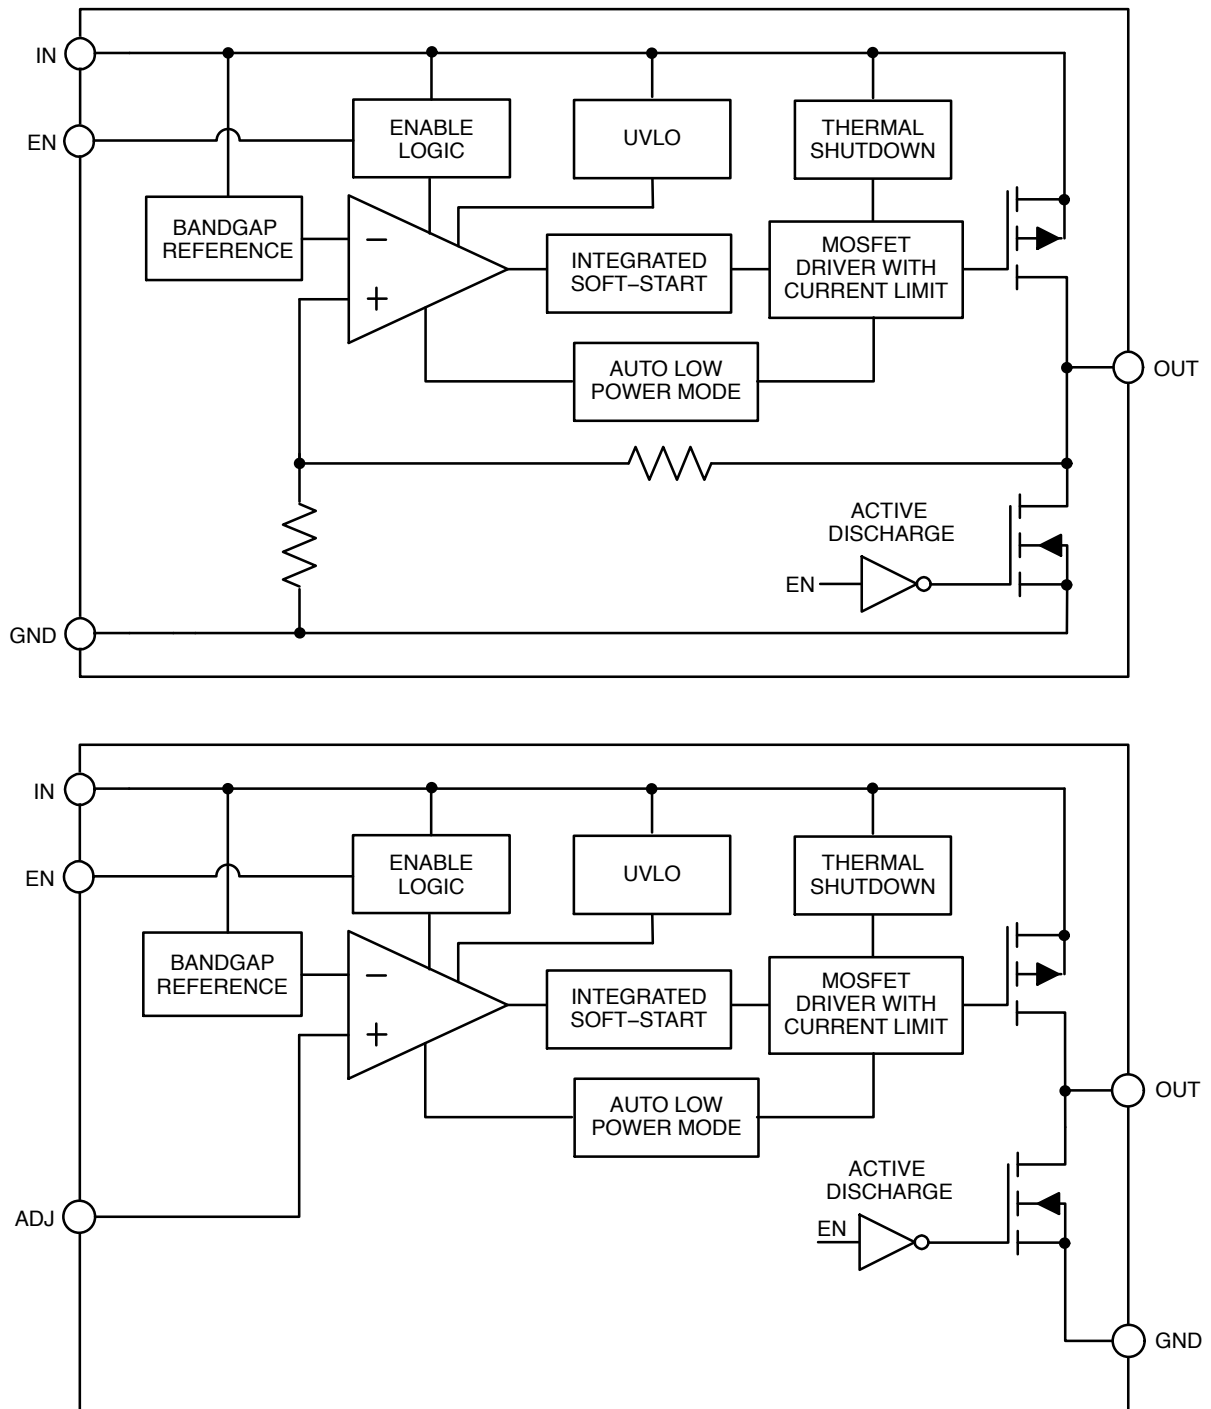 IN
EN
ENABLE
LOGIC
UVLO
THERMAL
SHUTDOWN
BANDGAP
REFERENCE
−
+
INTEGRATED
SOFT−START
MOSFET
DRIVER WITH
CURRENT LIMIT
AUTO LOW
POWER MODE
OUT
ACTIVE
DISCHARGE
EN
GND
IN
EN
ENABLE
LOGIC
UVLO
THERMAL
SHUTDOWN
BANDGAP
REFERENCE
−
+
INTEGRATED
SOFT−START
MOSFET
DRIVER WITH
CURRENT LIMIT
AUTO LOW
POWER MODE
OUT
ACTIVE
DISCHARGE
ADJ
EN
GND